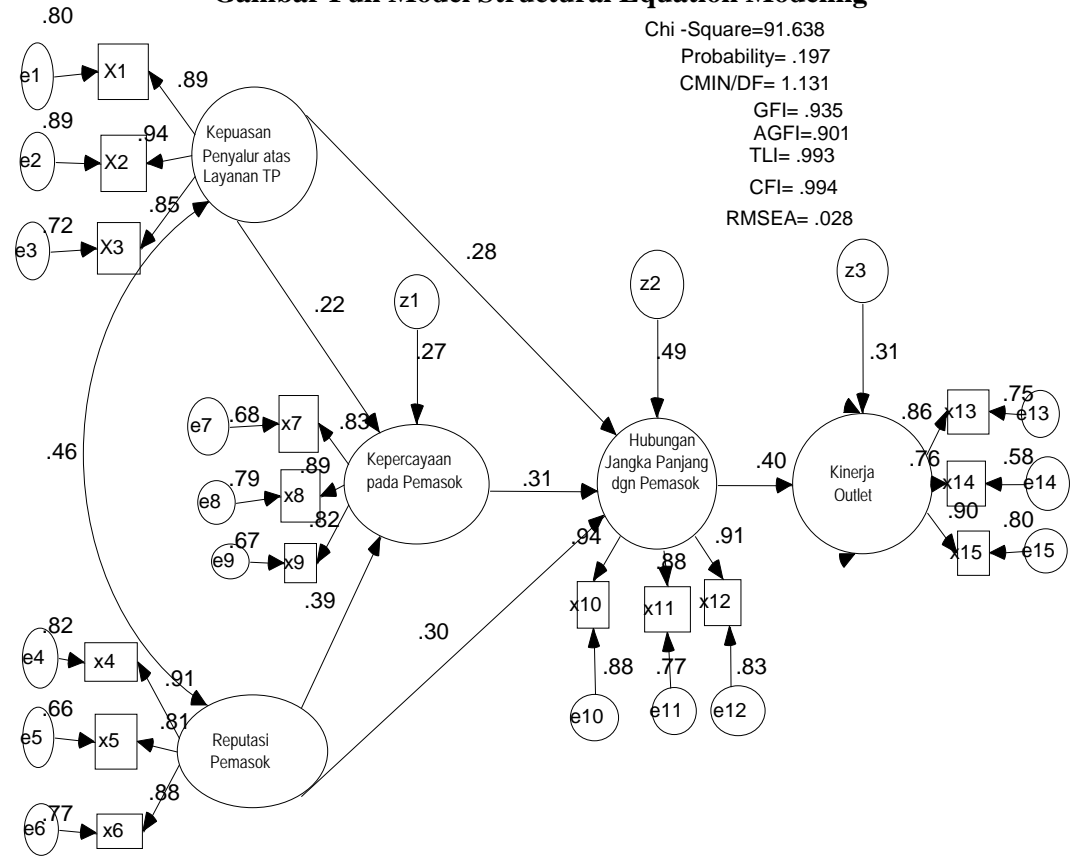 Gambar Full Model Structural Equation Modeling
Chi -Square=91.638
Probability= .197
CMIN/DF= 1.131
GFI= .935
AGFI=.901
TLI= .993
CFI= .994
RMSEA= .028
.80
e1
X1
.89
.89
e2
X2
.94
.72
e3
X3
.85
Kepuasan
Penyalur atas
Layanan TP
.28
.22
.46
z1
.27
z2
.49
z3
.31
e7
.68
x7
.83
e8
.79
x8
.89
e9
.67
x9
.82
Kepercayaan
pada Pemasok
.31
Hubungan
Jangka Panjang
dgn Pemasok
.40
Kinerja
Outlet
.86
x13
.75
e13
.76
x14
.58
e14
.90
x15
.80
e15
.94
.88
.91
x10
x11
x12
.88
.77
.83
e10
e11
e12
.39
.30
.82
e4
x4
.91
.66
e5
x5
.81
.77
e6
x6
.88
Reputasi
Pemasok